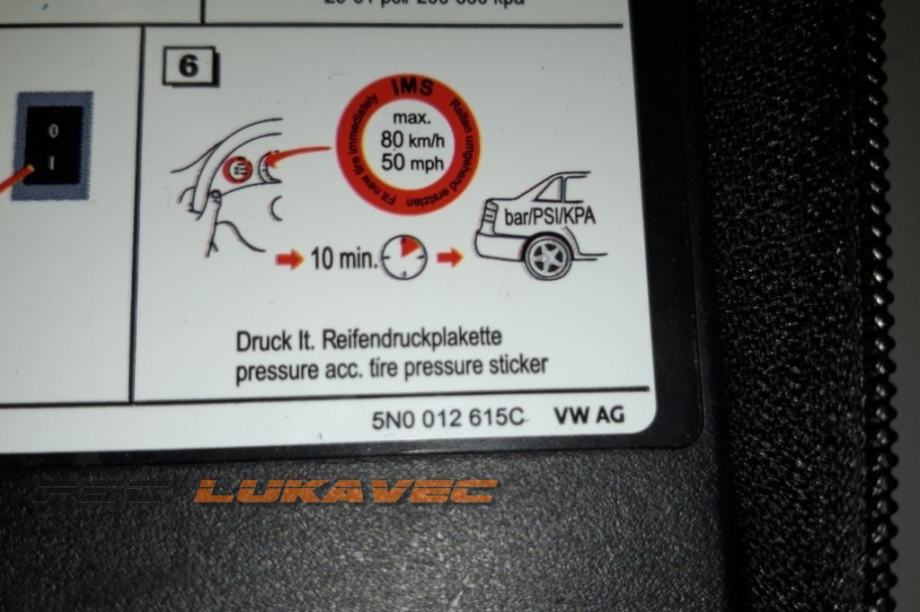 6
0
I
IMS
Reifen umgehend ersetzen
Fit new tire immediately
max.
80 km/h
50 mph
bar/PSI/KPA
10 min.
Druck lt. Reifendruckplakette
pressure acc. tire pressure sticker
5N0 012 615C VW AG
LUKAVEC